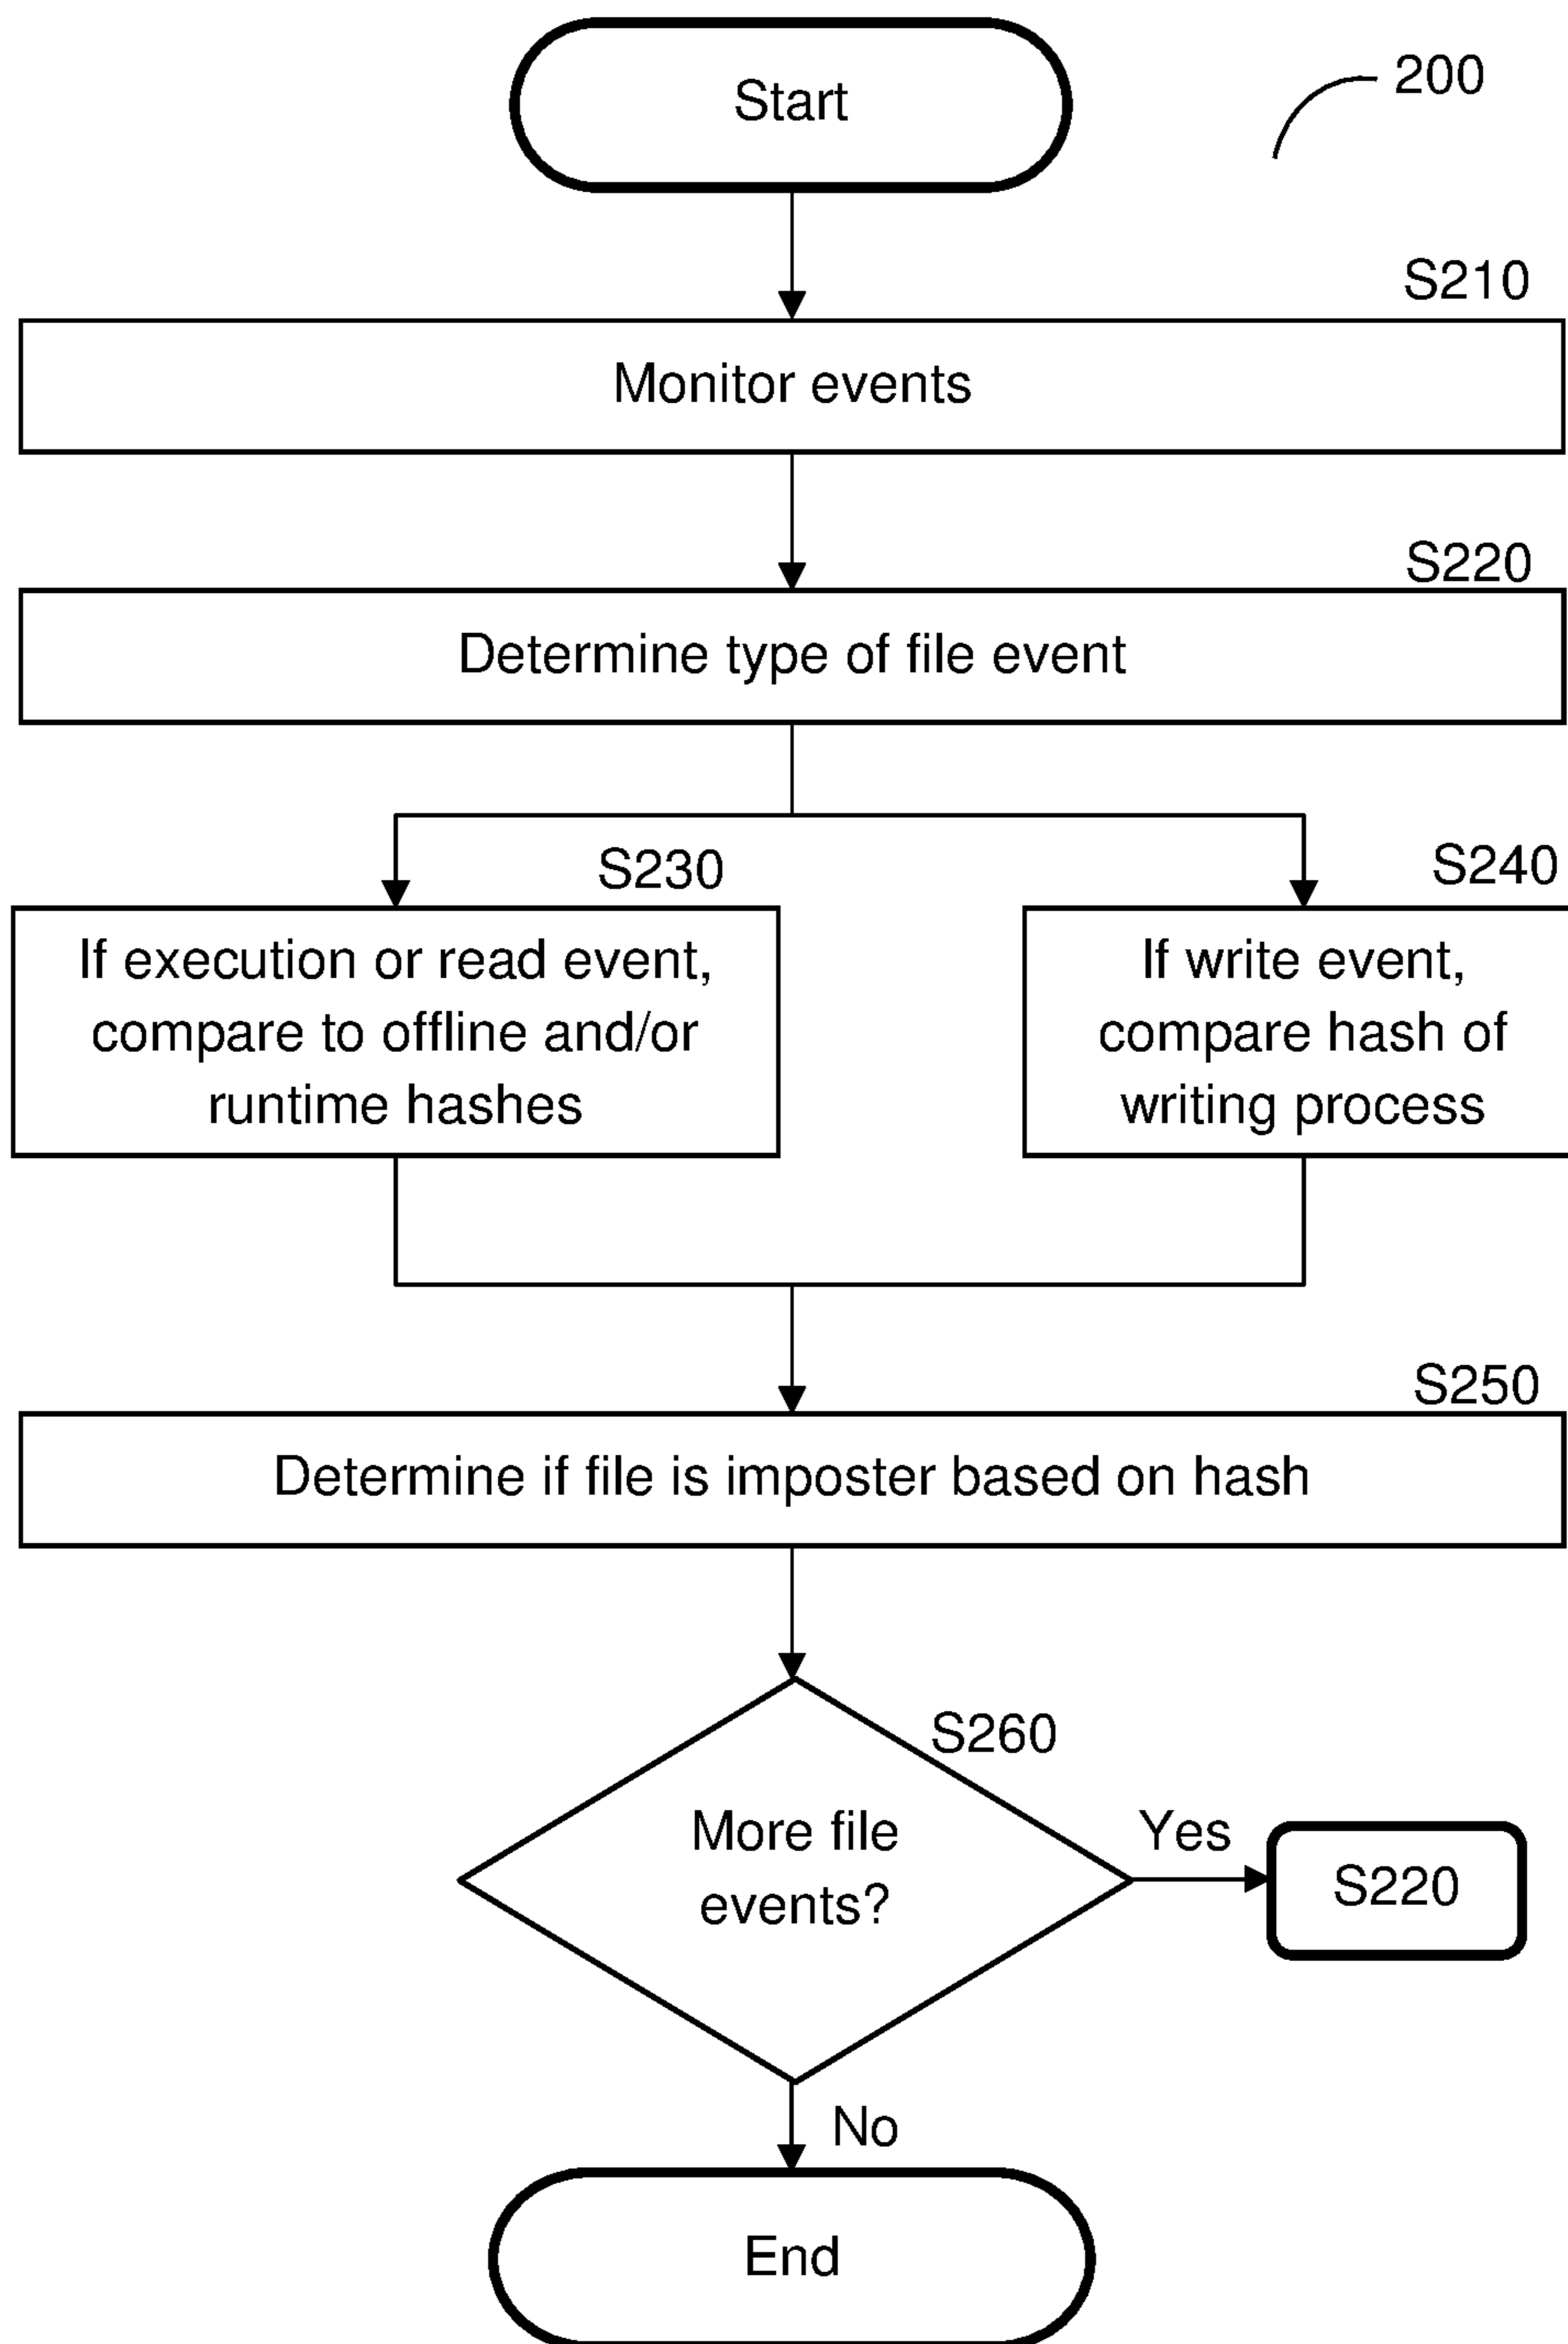 Start
200
S210
Monitor events
S220
Determine type of file event
S230
If execution or read event,
compare to offline and/or
runtime hashes
S240
If write event,
compare hash of
writing process
S250
Determine if file is imposter based on hash
S260
More file
events?
Yes
S220
No
End